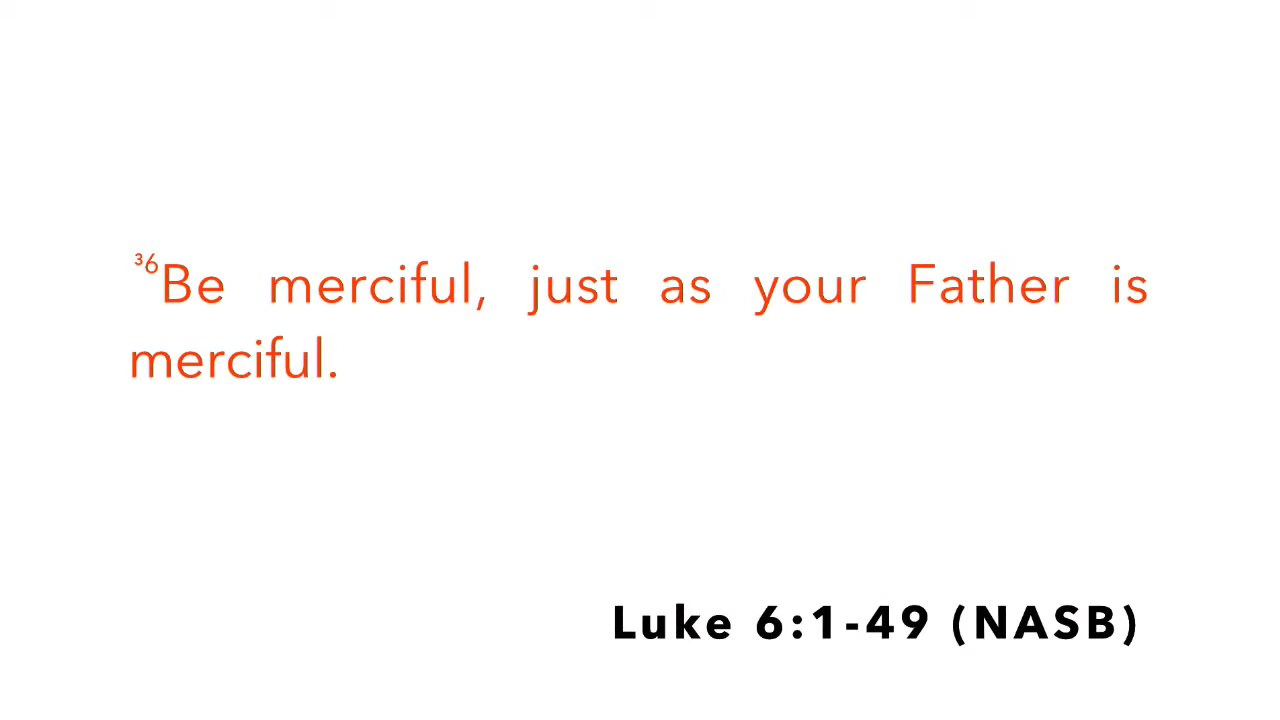 ³⁶Be merciful, just as your Father is
merciful.
Luke 6:1-49 (NASB)